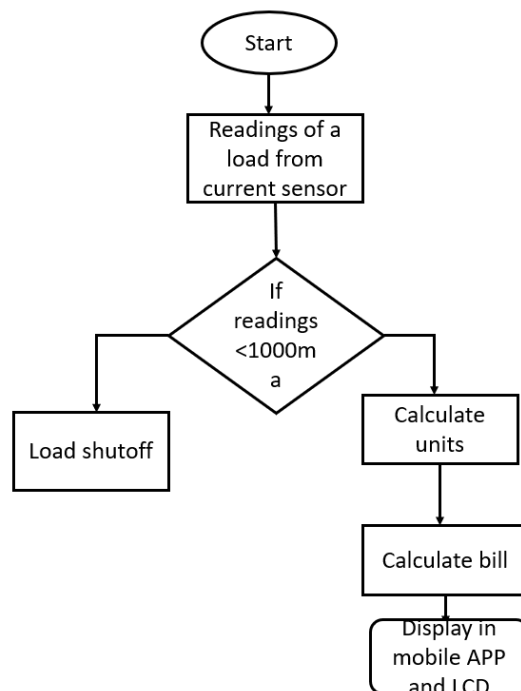 Start
Readings of a
load from
current sensor
If
readings
<1000m
a
Load shutoff
Calculate
units
Calculate bill
Display in
mobile APP
and LCD